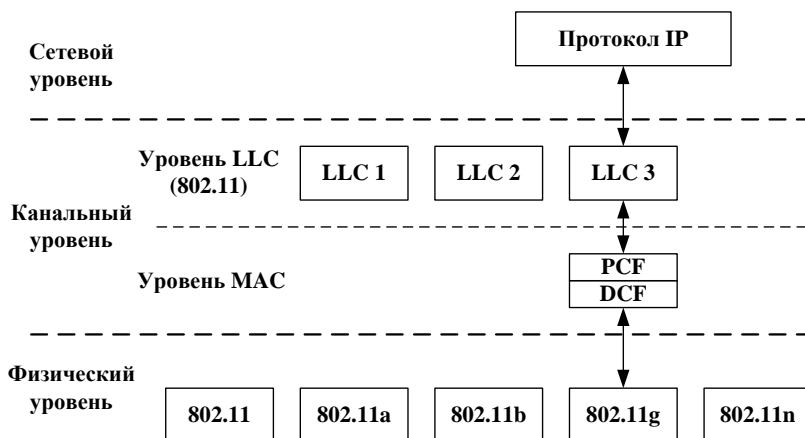 Сетевой
уровень
Протокол IP
Уровень LLC
(802.11)
LLC 1
LLC 2
LLC 3
Канальный
уровень
Уровень MAC
PCF
DCF
Физический
уровень
802.11
802.11a
802.11b
802.11g
802.11n